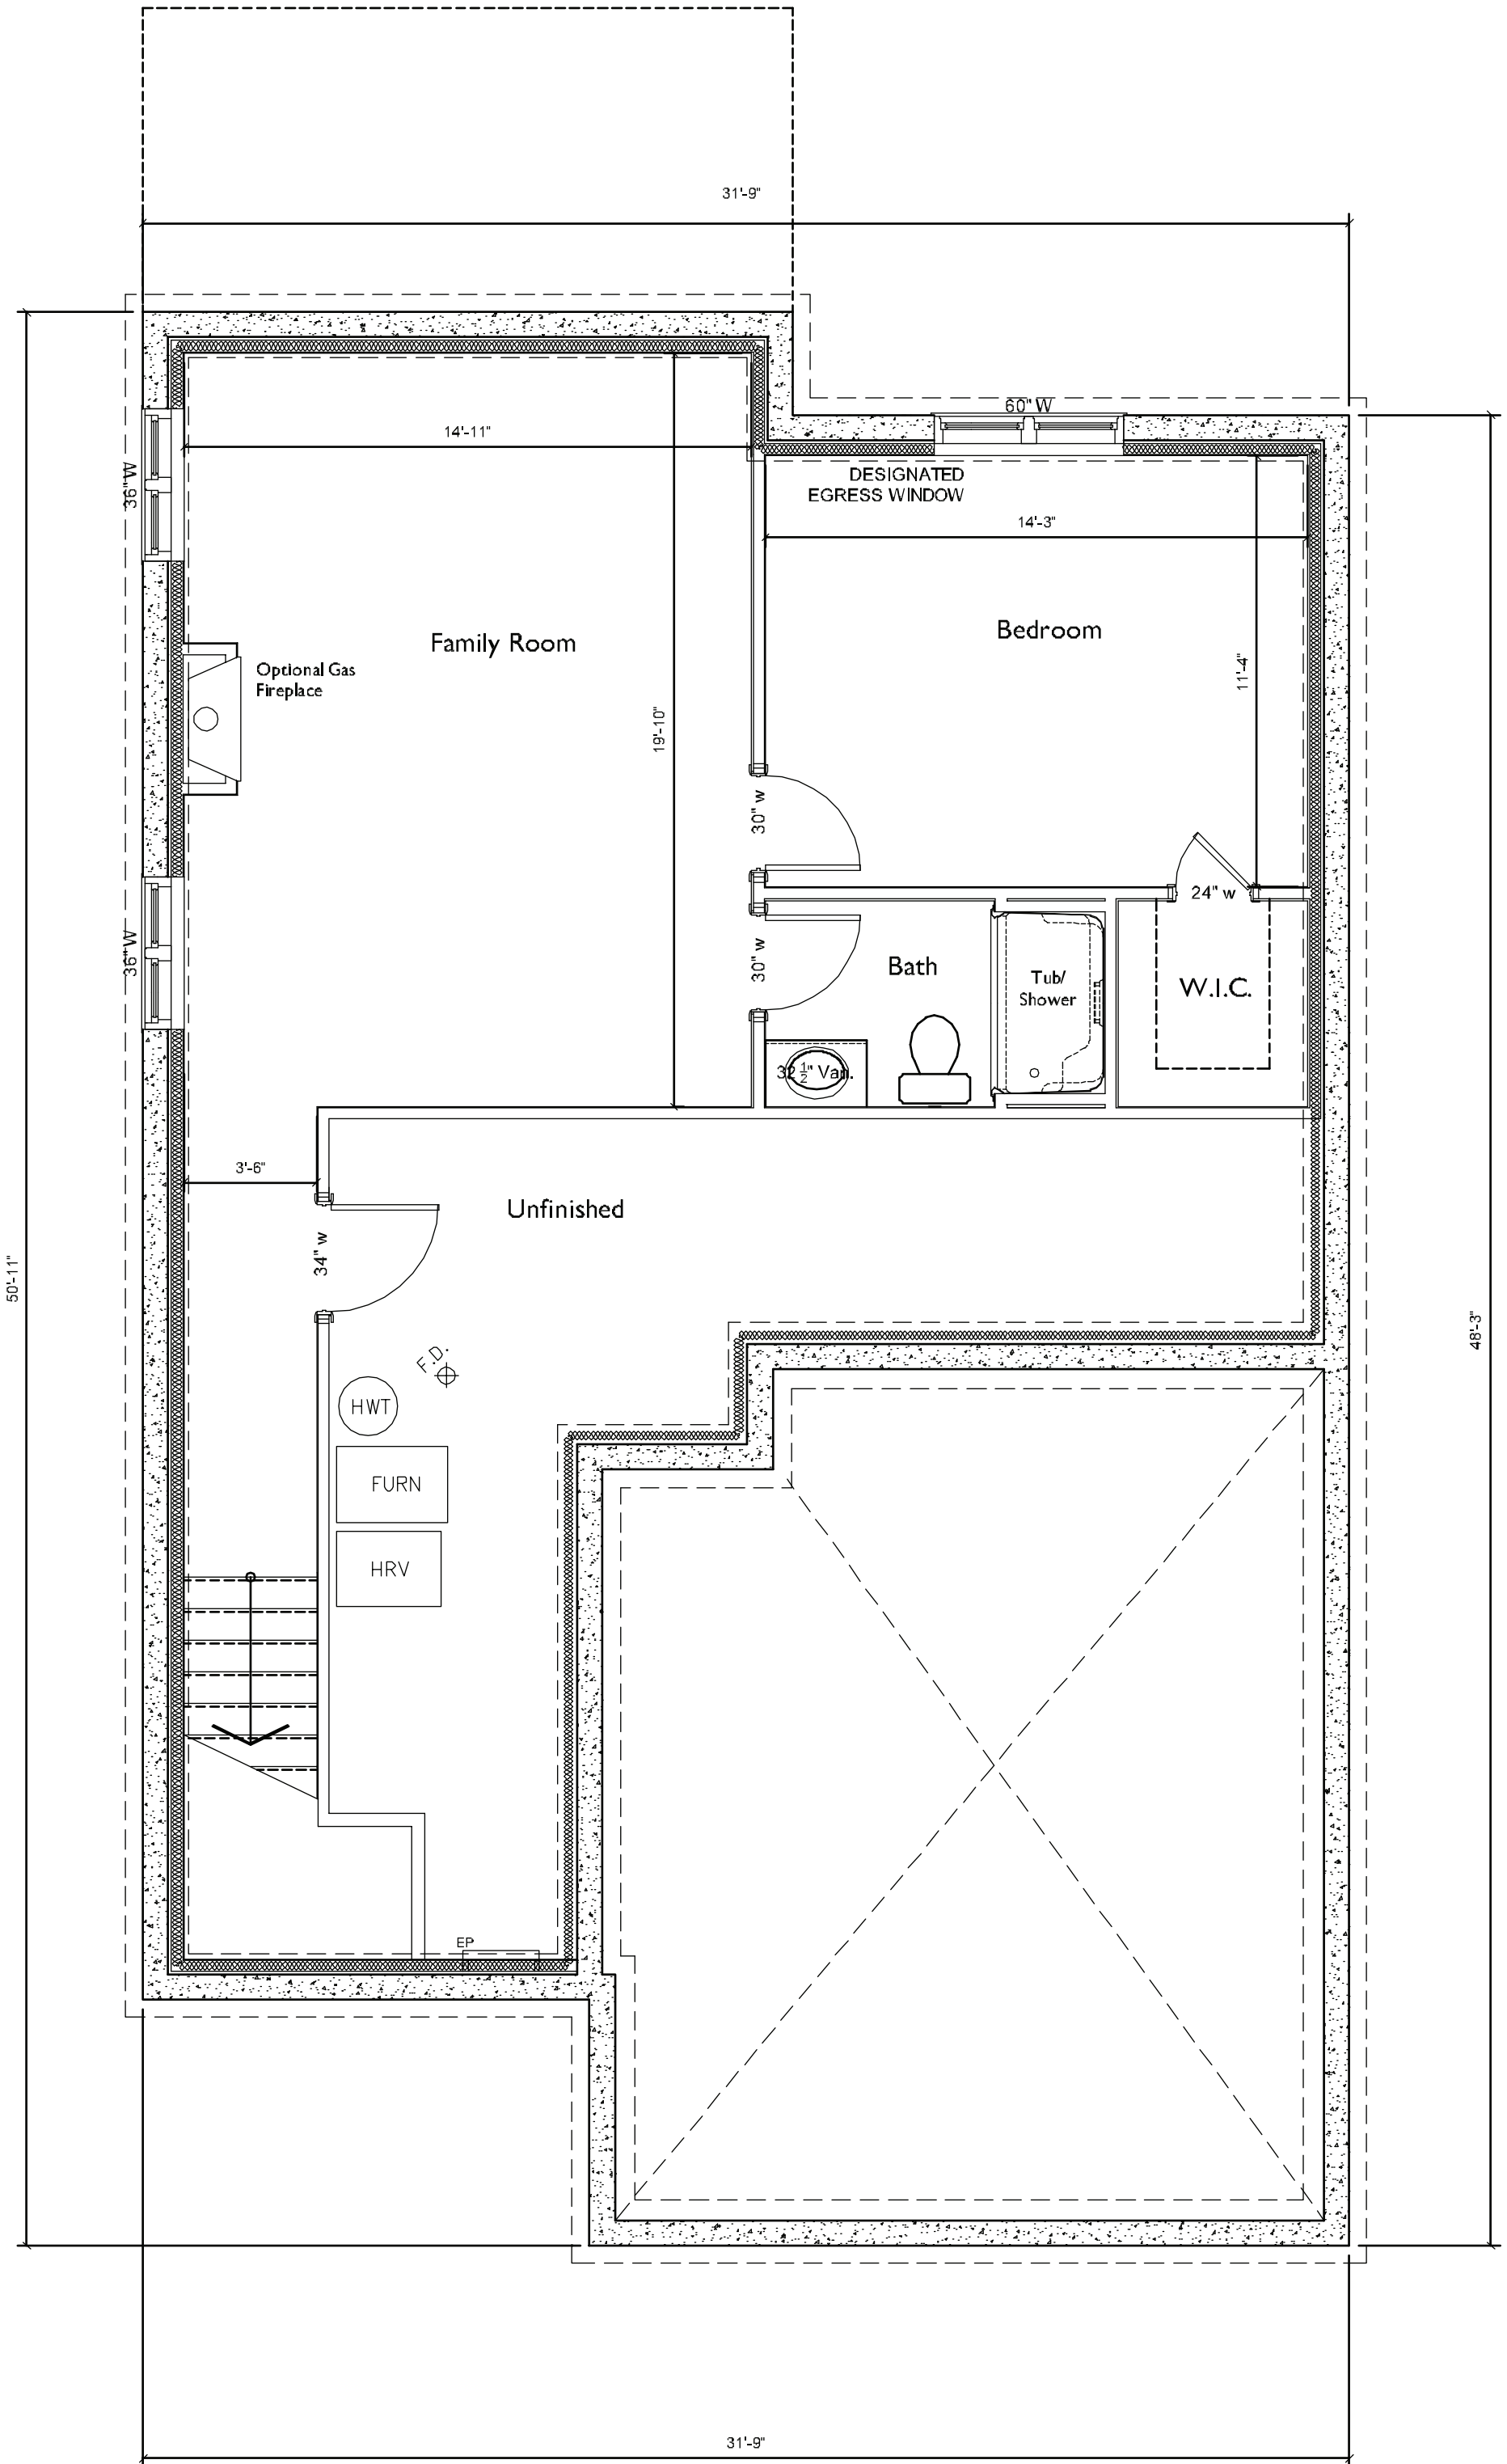 31'-9"
60" W
14'-11"
36" W
DESIGNATED
EGRESS WINDOW
14'-3"
Family Room
Bedroom
Optional Gas
Fireplace
11'-4"
19'-10"
30" w
24" w
36" W
30" w
Bath
Tub/
Shower
W.I.C.
32 ½" Van.
3'-6"
Unfinished
34" w
50'-11"
48'-3"
F.D.
HWT
FURN
HRV
EP
31'-9"